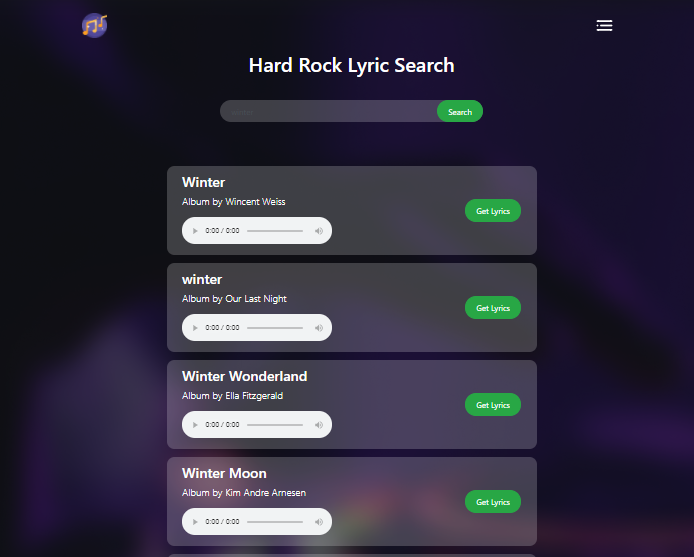 Hard Rock Lyric Search
Search
Winter
Album by Wincent Weiss
Get Lyrics
0:00 / 0:00
winter
Album by Our Last Night
Get Lyrics
0:00 / 0:00
Winter Wonderland
Album by Ella Fitzgerald
Get Lyrics
0:00 / 0:00
Winter Moon
Album by Kim Andre Arnesen
Get Lyrics
0:00 / 0:00